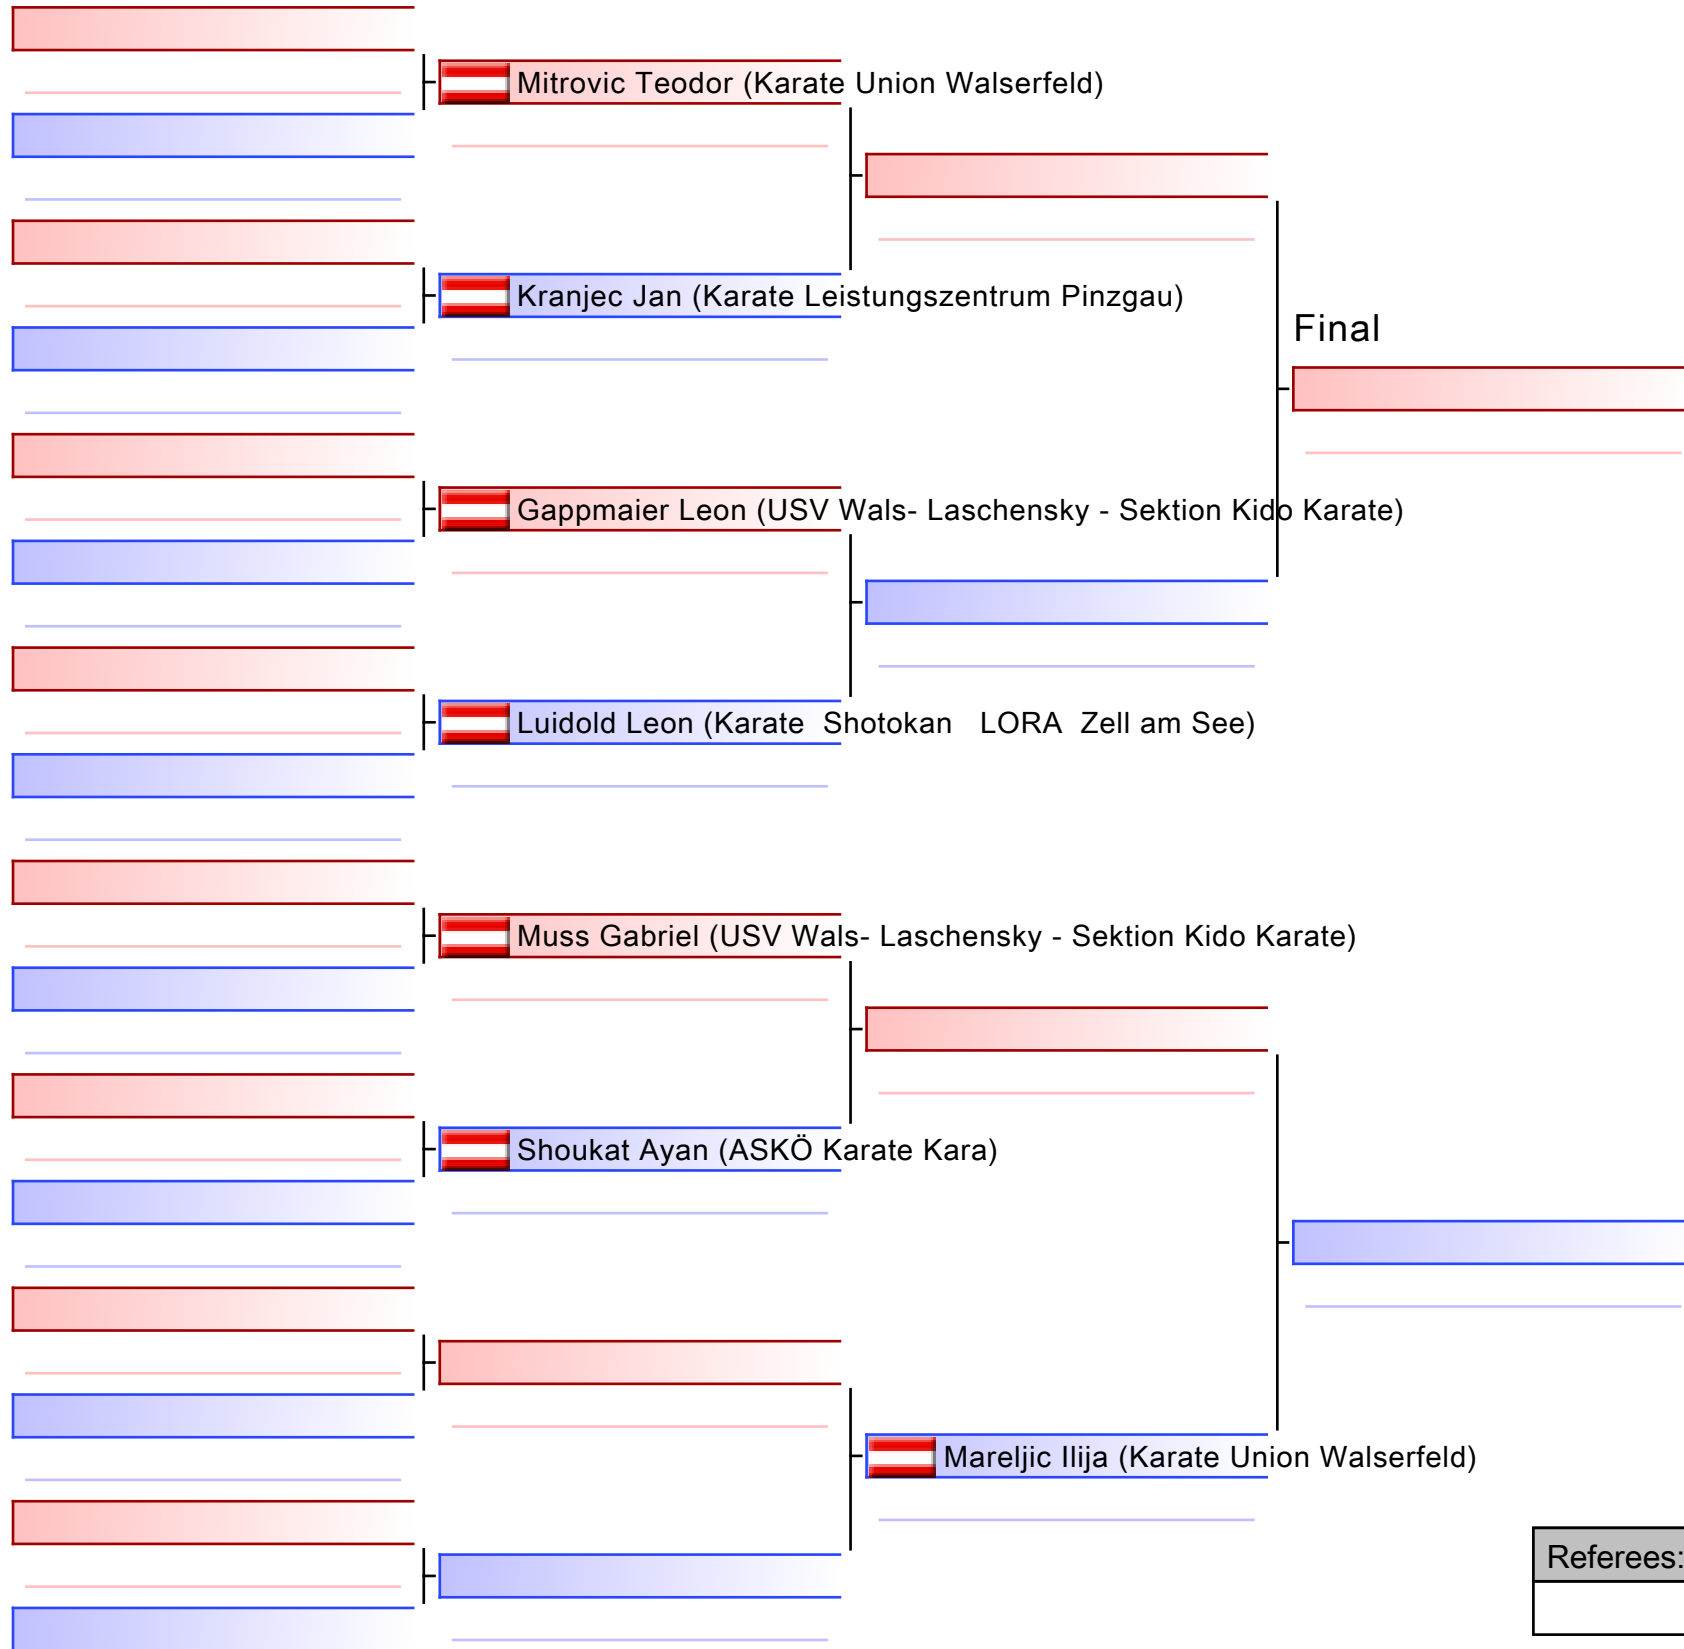 Mitrovic Teodor (Karate Union Walserfeld)
Kranjec Jan (Karate Leistungszentrum Pinzgau)
Final
Gappmaier Leon (USV Wals- Laschensky - Sektion Kido Karate)
Luidold Leon (Karate  Shotokan   LORA  Zell am See)
Muss Gabriel (USV Wals- Laschensky - Sektion Kido Karate)
Shoukat Ayan (ASKÖ Karate Kara)
Mareljic Ilija (Karate Union Walserfeld)
Referees: